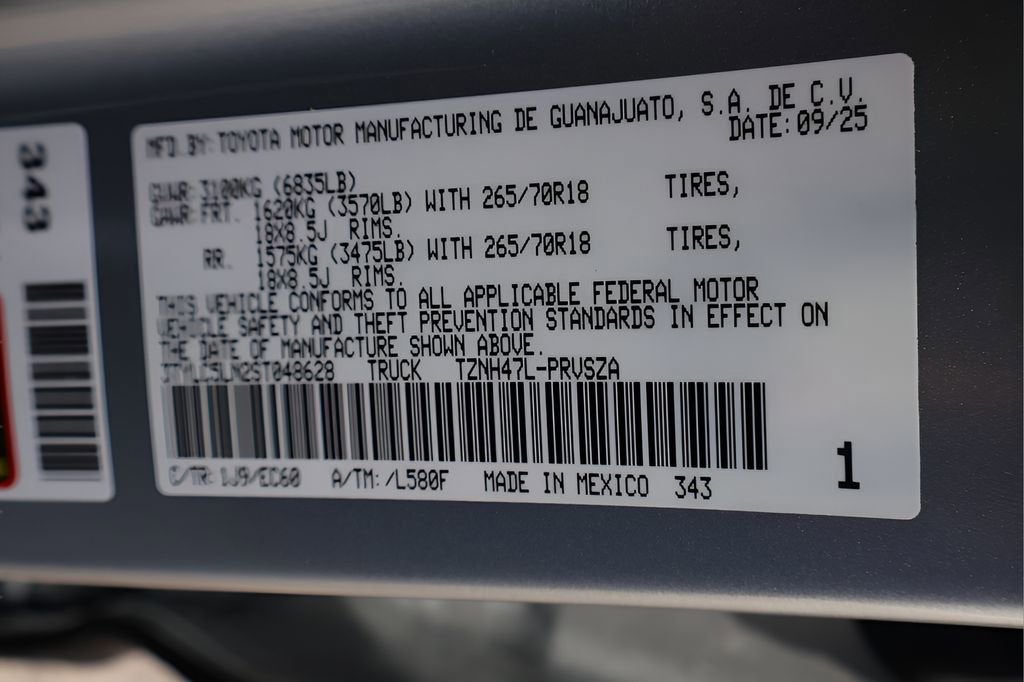 343
MFD. BY: TOYOTA MOTOR MANUFACTURING DE GUANAJUATO, S.A. DE C.V.
DATE: 09/25
GVWR: 3100KG (6835LB)
GAWR: FRT. 1620KG (3570LB) WITH 265/70R18 TIRES,
18X8.5J RIMS.
RR. 1575KG (3475LB) WITH 265/70R18 TIRES,
18X8.5J RIMS.
THIS VEHICLE CONFORMS TO ALL APPLICABLE FEDERAL MOTOR
VEHICLE SAFETY AND THEFT PREVENTION STANDARDS IN EFFECT ON
THE DATE OF MANUFACTURE SHOWN ABOVE.
3TYLC5LN2ST048628 TRUCK TZNH47L-PRVSZA
C/TR: 1J9/EC60 A/TM: /L580F MADE IN MEXICO 343
1